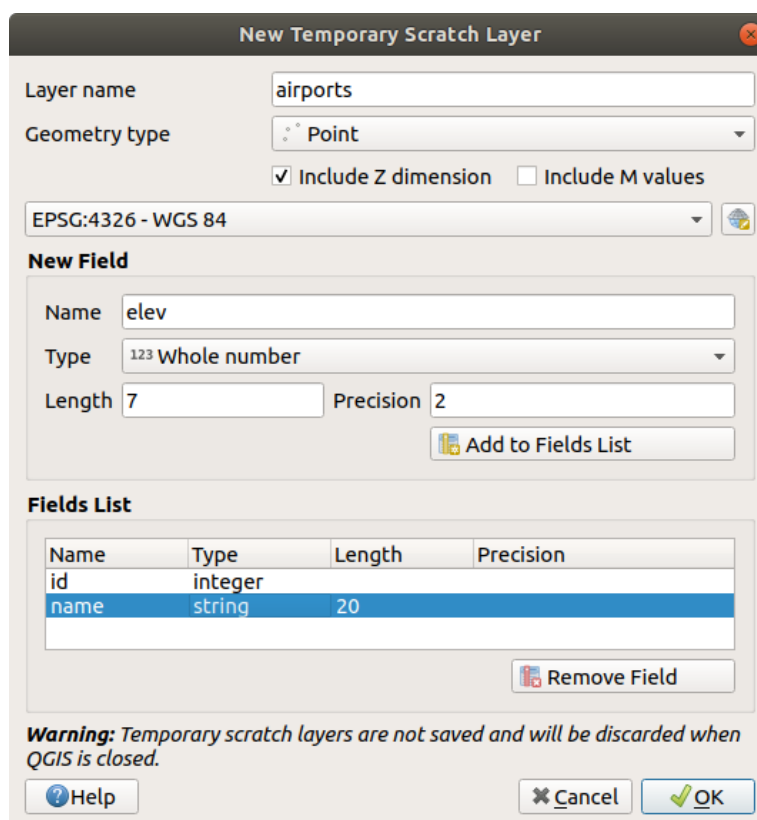 New Temporary Scratch Layer
Layer name airports
Geometry type Point
Include Z dimension Include M values
EPSG:4326 - WGS 84
New Field
Name elev
Type 123 Whole number
Length 7 Precision 2
Add to Fields List
Fields List
Name Type Length Precision
id integer
name string 20
Remove Field
Warning: Temporary scratch layers are not saved and will be discarded when
QGIS is closed.
Help Cancel OK